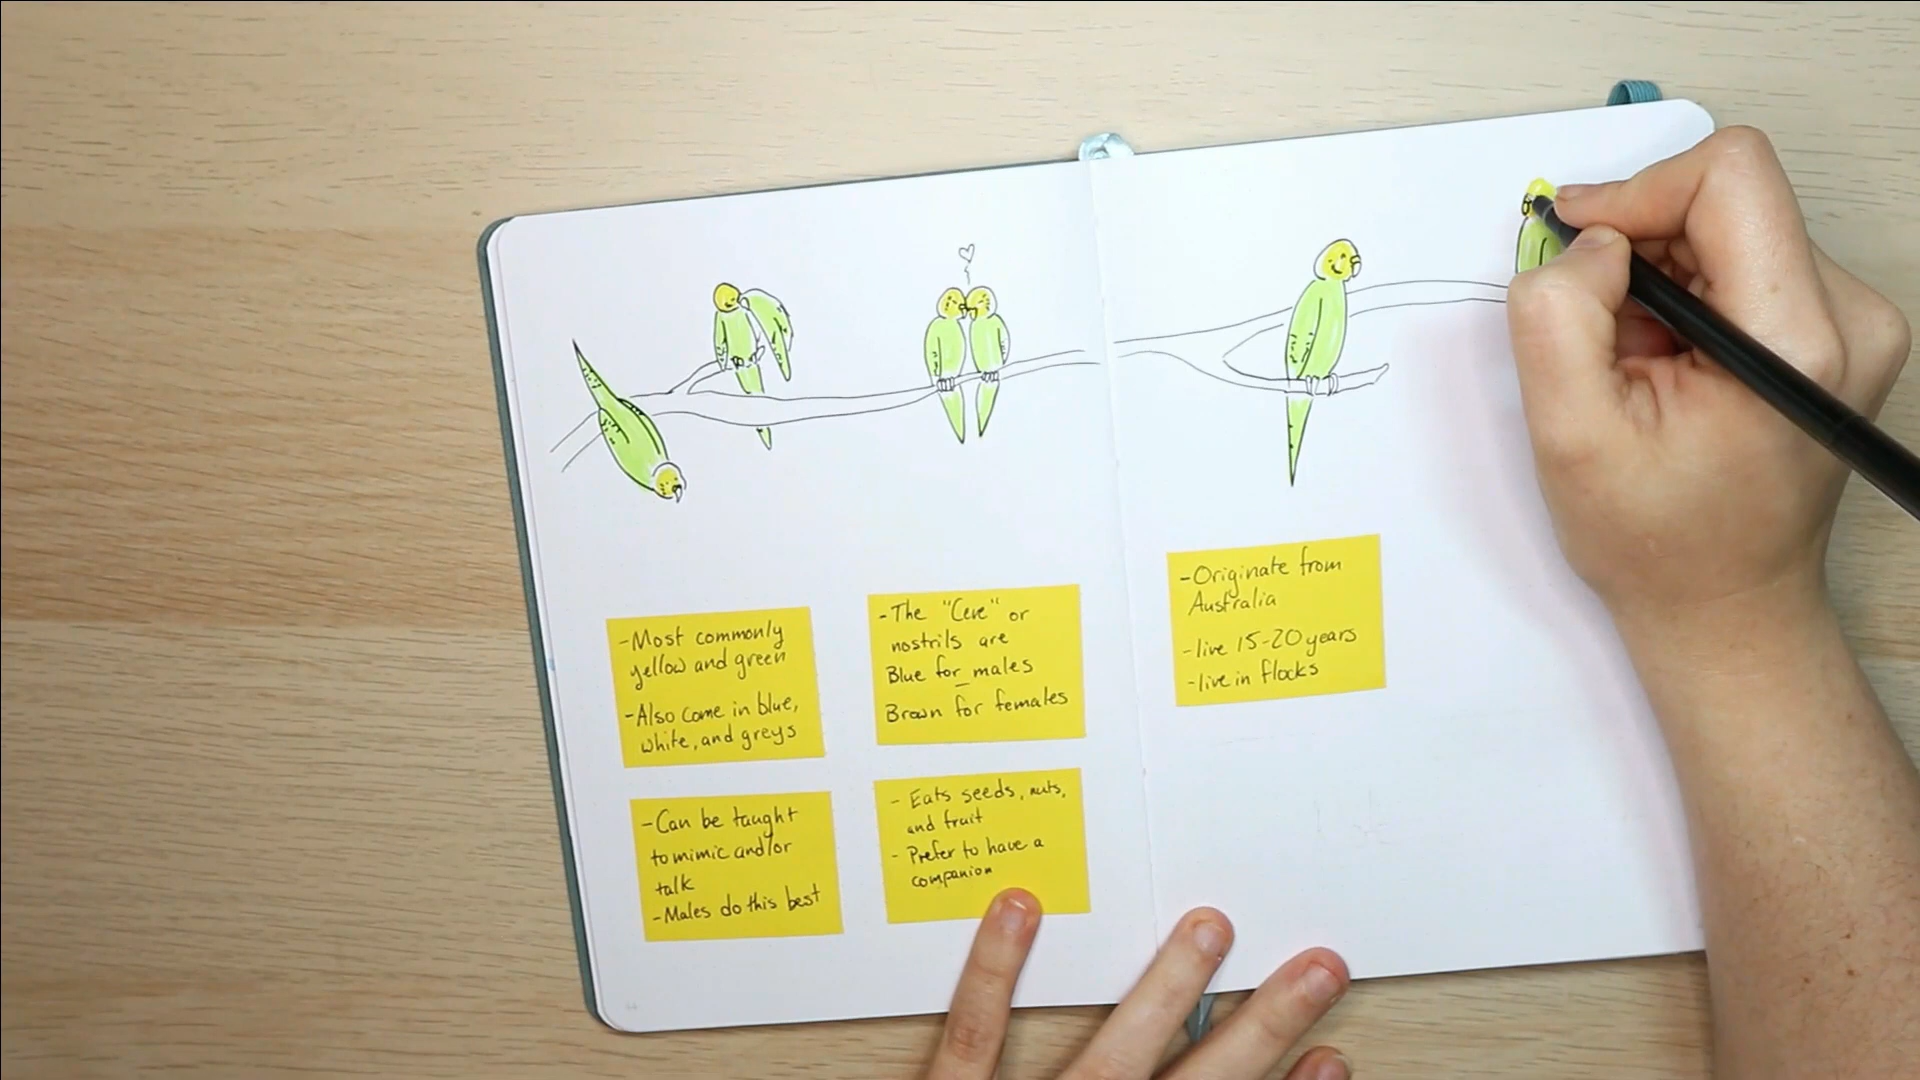 -Most commonly
yellow and green
-Also come in blue,
white, and greys
-The "Cere" or
nostrils are
Blue for males
Brown for females
-Originate from
Australia
-live 15-20 years
-live in flocks
-Can be taught
to mimic and/or
talk
-Males do this best
- Eats seeds, nuts,
and fruit
- Prefer to have a
companion